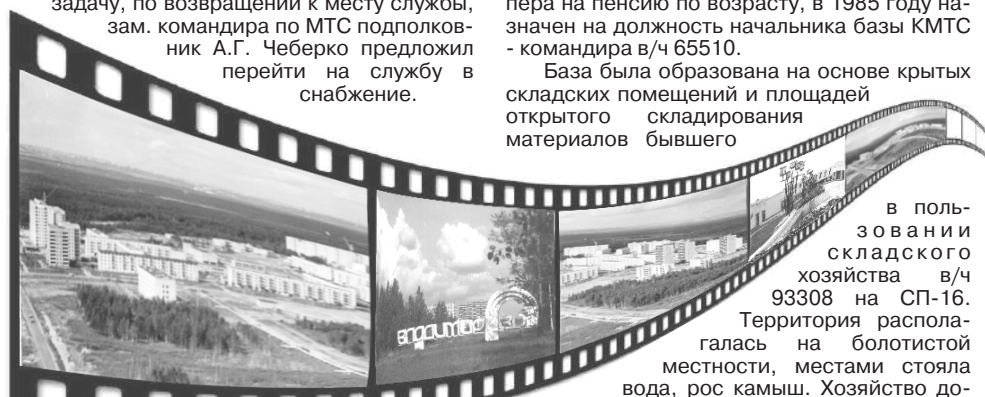 задачу, по возвращении к месту службы,
зам. командира по МТС подполков-
ник А.Г. Чеберко предложил
перейти на службу в
снабжение.
пера на пенсию по возрасту, в 1985 году на-
значен на должность начальника базы КМТС
- командира в/ч 65510.
База была образована на основе крытых
складских помещений и площадей
открытого складирования
материалов бывшего
в поль-
зовании
складского
хозяйства в/ч
93308 на СП-16.
Территория распола-
галась на болотистой
местности, местами стояла
вода, рос камыш. Хозяйство до-